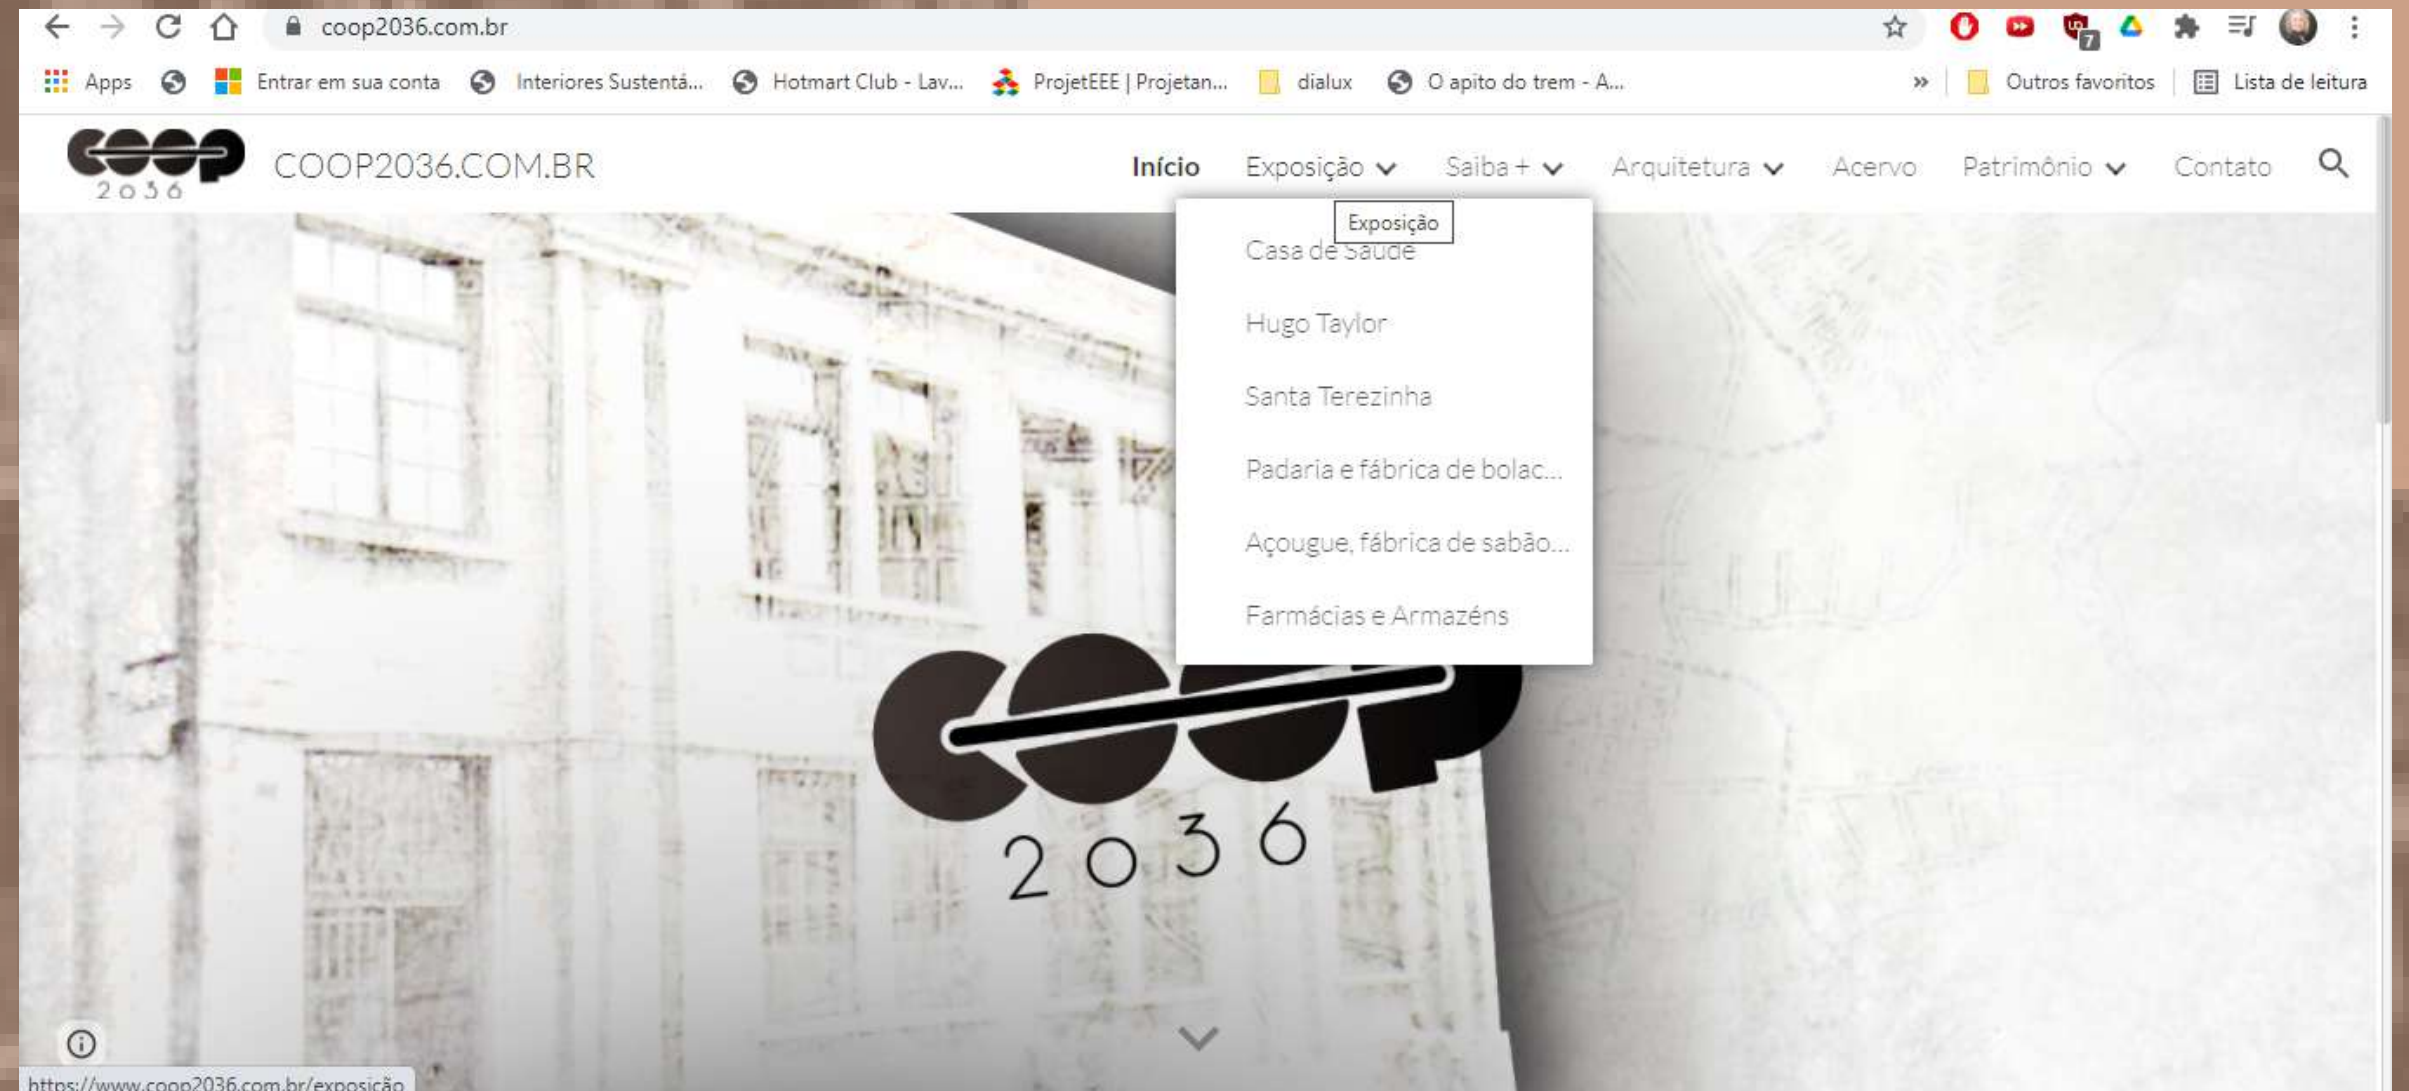 coop2036.com.br
7
Apps Entrar em sua conta Interiores Sustentá... Hotmart Club - Lav... ProjetEEE | Projetan... dialux O apito do trem - A... » Outros favoritos Lista de leitura
COOP
2036
COOP2036.COM.BR
Início Exposição Saiba + Arquitetura Acervo Patrimônio Contato
Exposição
Casa de Saúde
Hugo Taylor
Santa Terezinha
Padaria e fábrica de bolac...
Açougue, fábrica de sabão...
Farmácias e Armazéns
COOP
2036
https://www.coop2036.com.br/exposição